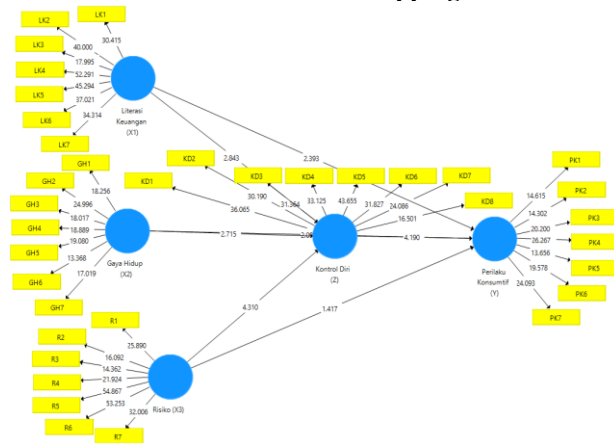 LK1
LK2
30.415
40.000
LK3
17.995
LK4
52.291
LK5
45.294
LK6
37.021
34.314
LK7
Literasi
Keuangan
(X1)
2.843
2.393
GH1
GH2
18.256
24.996
GH3
18.017
GH4
18.889
GH5
19.080
GH6
13.368
17.019
GH7
Gaya Hidup
(X2)
2.715
KD1
KD2
KD3
KD4
KD5
KD6
KD7
KD8
36.065
30.190
31.364
33.125
43.655
31.827
24.086
16.501
Kontrol Diri
(Z)
4.190
PK1
PK2
PK3
PK4
PK5
PK6
PK7
14.615
14.302
20.200
26.267
13.656
19.578
24.093
Perilaku
Konsumtif
(Y)
4.310
1.417
R1
R2
25.890
R3
16.092
14.362
R4
21.924
R5
54.867
53.253
R6
32.006
R7
Risiko (X3)